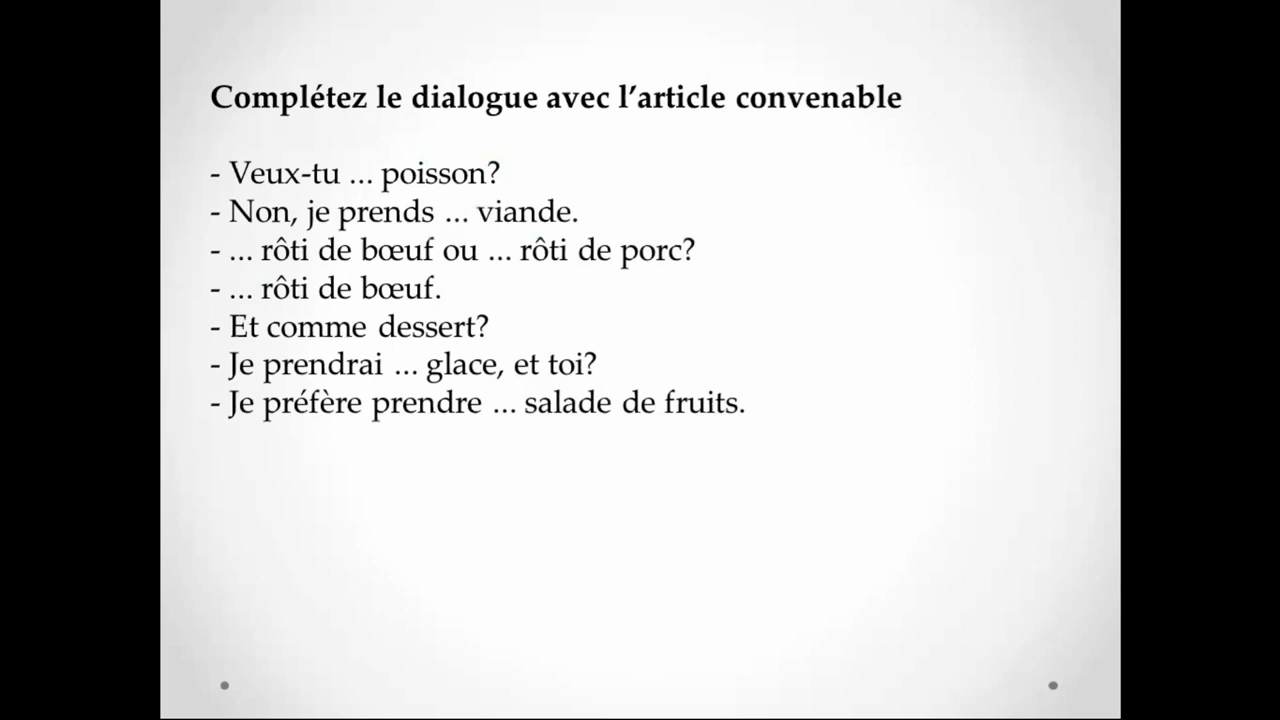 Complétez le dialogue avec l’article convenable
- Veux-tu ... poisson?
- Non, je prends ... viande.
- ... rôti de bœuf ou ... rôti de porc?
- ... rôti de bœuf.
- Et comme dessert?
- Je prendrai ... glace, et toi?
- Je préfère prendre ... salade de fruits.